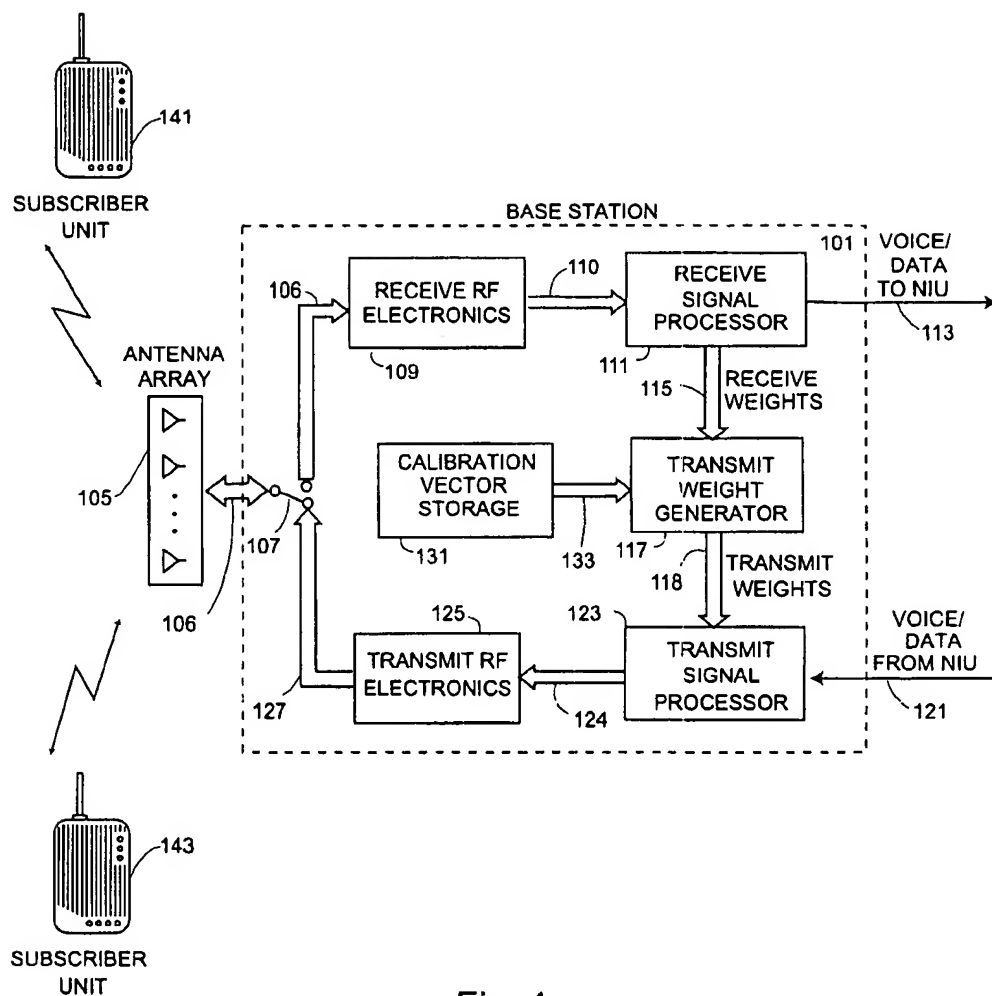 141
SUBSCRIBER
UNIT
BASE STATION
101
VOICE/
DATA
TO NIU
113
106
RECEIVE RF
ELECTRONICS
109
110
RECEIVE
SIGNAL
PROCESSOR
111
115
RECEIVE
WEIGHTS
ANTENNA
ARRAY
105
106
107
CALIBRATION
VECTOR
STORAGE
131
133
TRANSMIT
WEIGHT
GENERATOR
117
118
TRANSMIT
WEIGHTS
125
TRANSMIT RF
ELECTRONICS
127
124
123
TRANSMIT
SIGNAL
PROCESSOR
VOICE/
DATA
FROM NIU
121
143
SUBSCRIBER
UNIT